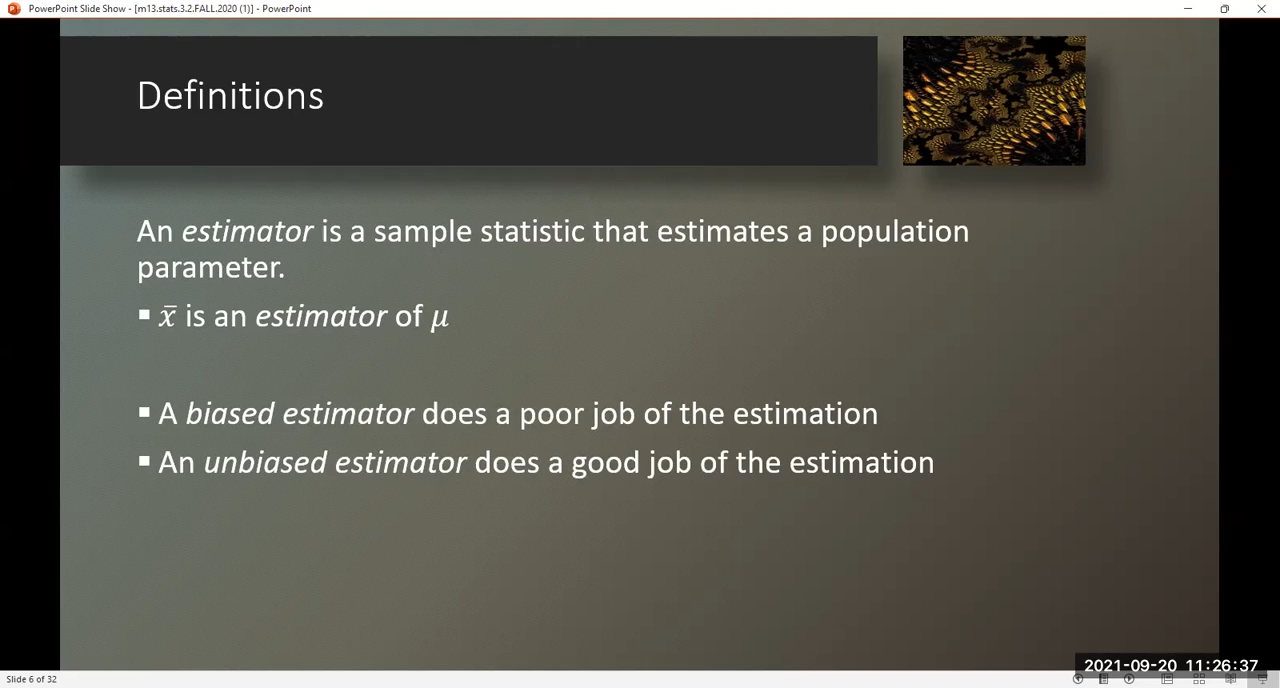 PowerPoint Slide Show - [m13.stats.3.2.FALL.2020 (1)] - PowerPoint
Definitions
An estimator is a sample statistic that estimates a population
parameter.
▪ x̄ is an estimator of μ
▪ A biased estimator does a poor job of the estimation
▪ An unbiased estimator does a good job of the estimation
2021-09-20 11:26:37
Slide 6 of 32